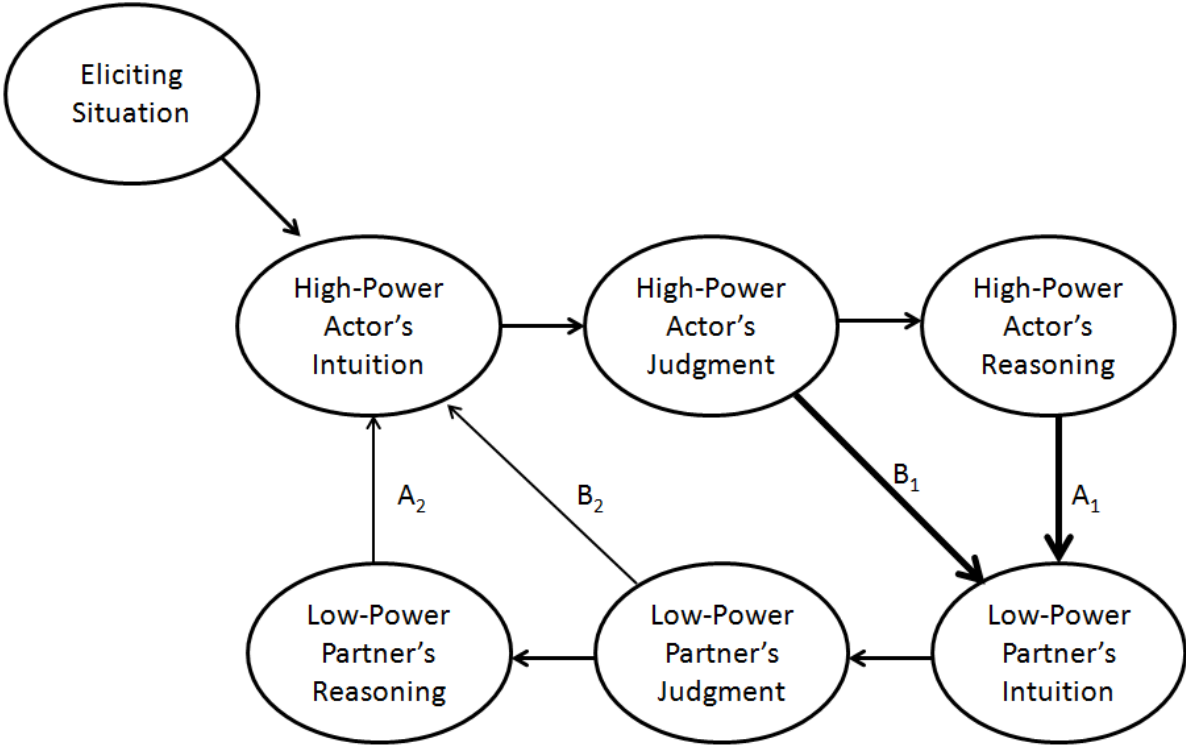 Eliciting
Situation
High-Power
Actor’s
Intuition
High-Power
Actor’s
Judgment
High-Power
Actor’s
Reasoning
A₂
B₂
B₁
A₁
Low-Power
Partner’s
Reasoning
Low-Power
Partner’s
Judgment
Low-Power
Partner’s
Intuition